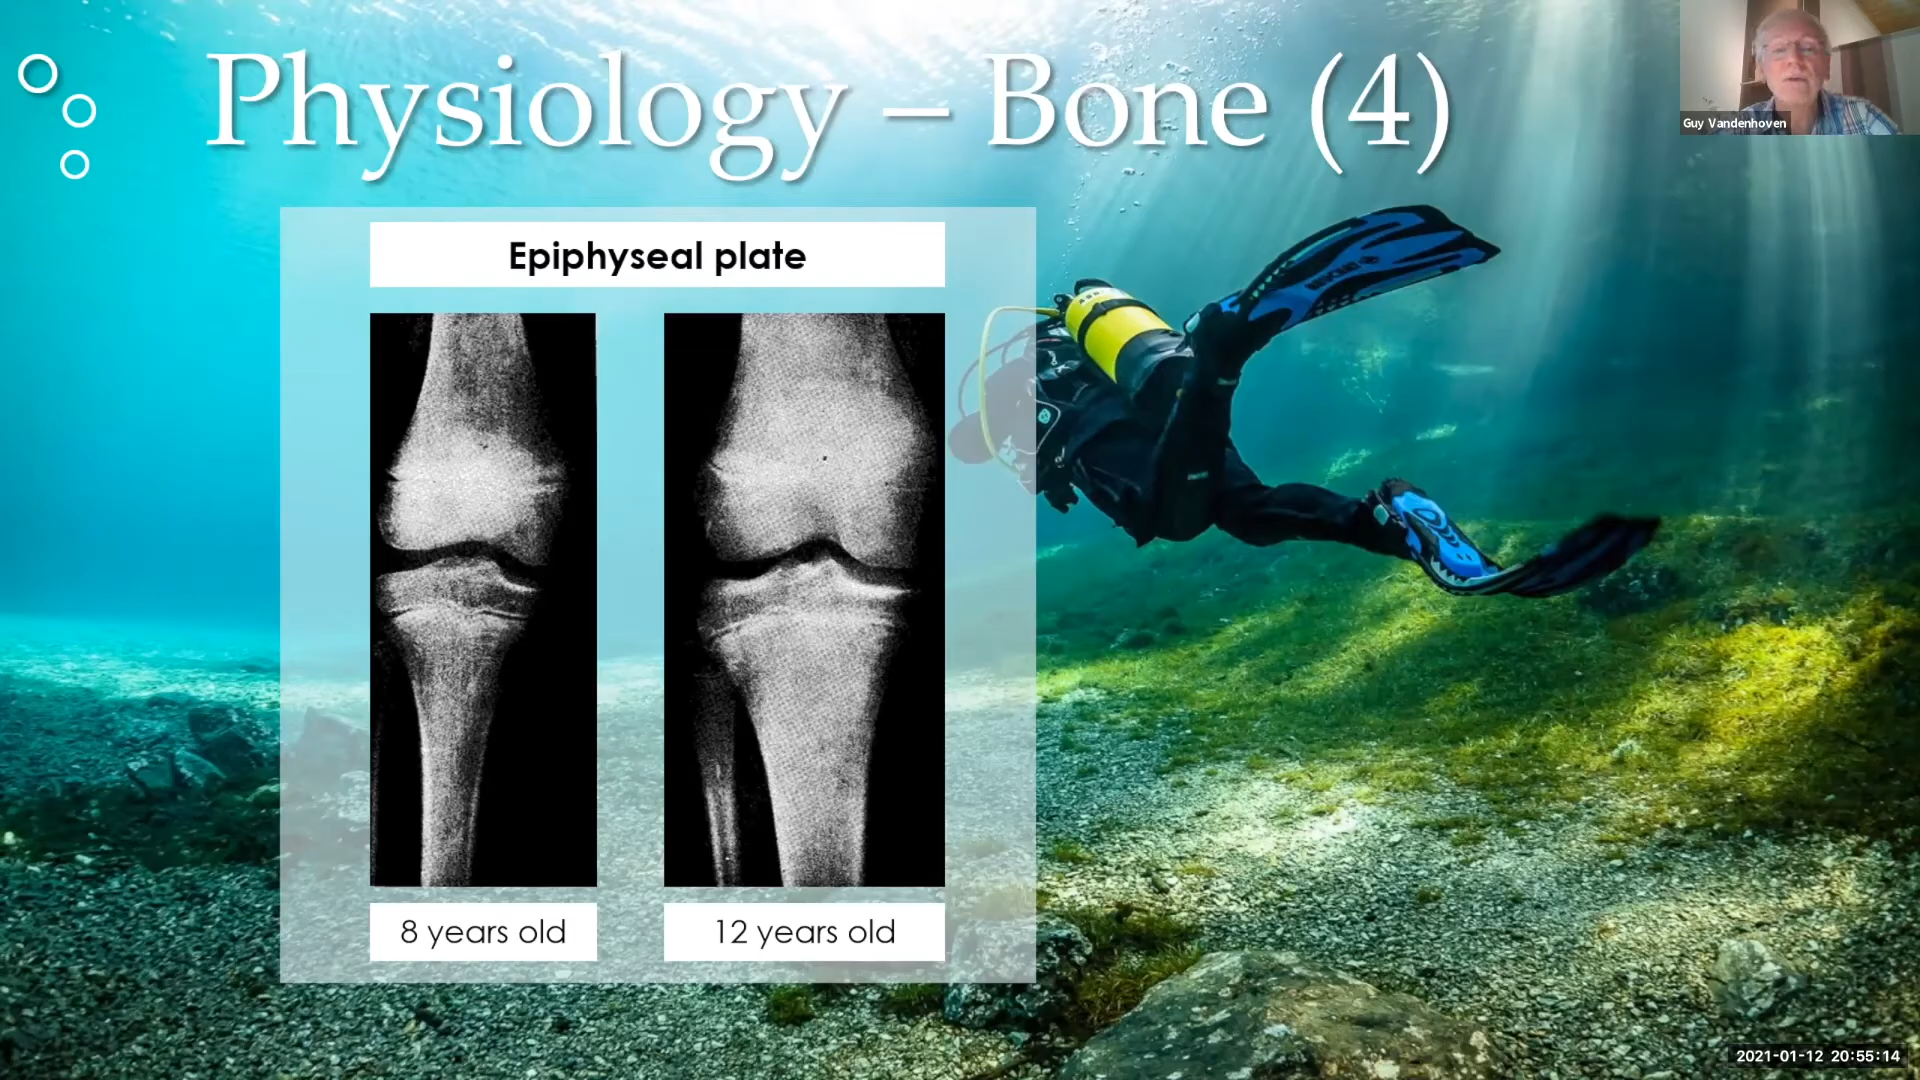 Physiology – Bone (4)
Guy Vandenhoven
Epiphyseal plate
8 years old
12 years old
2021-01-12 20:55:14